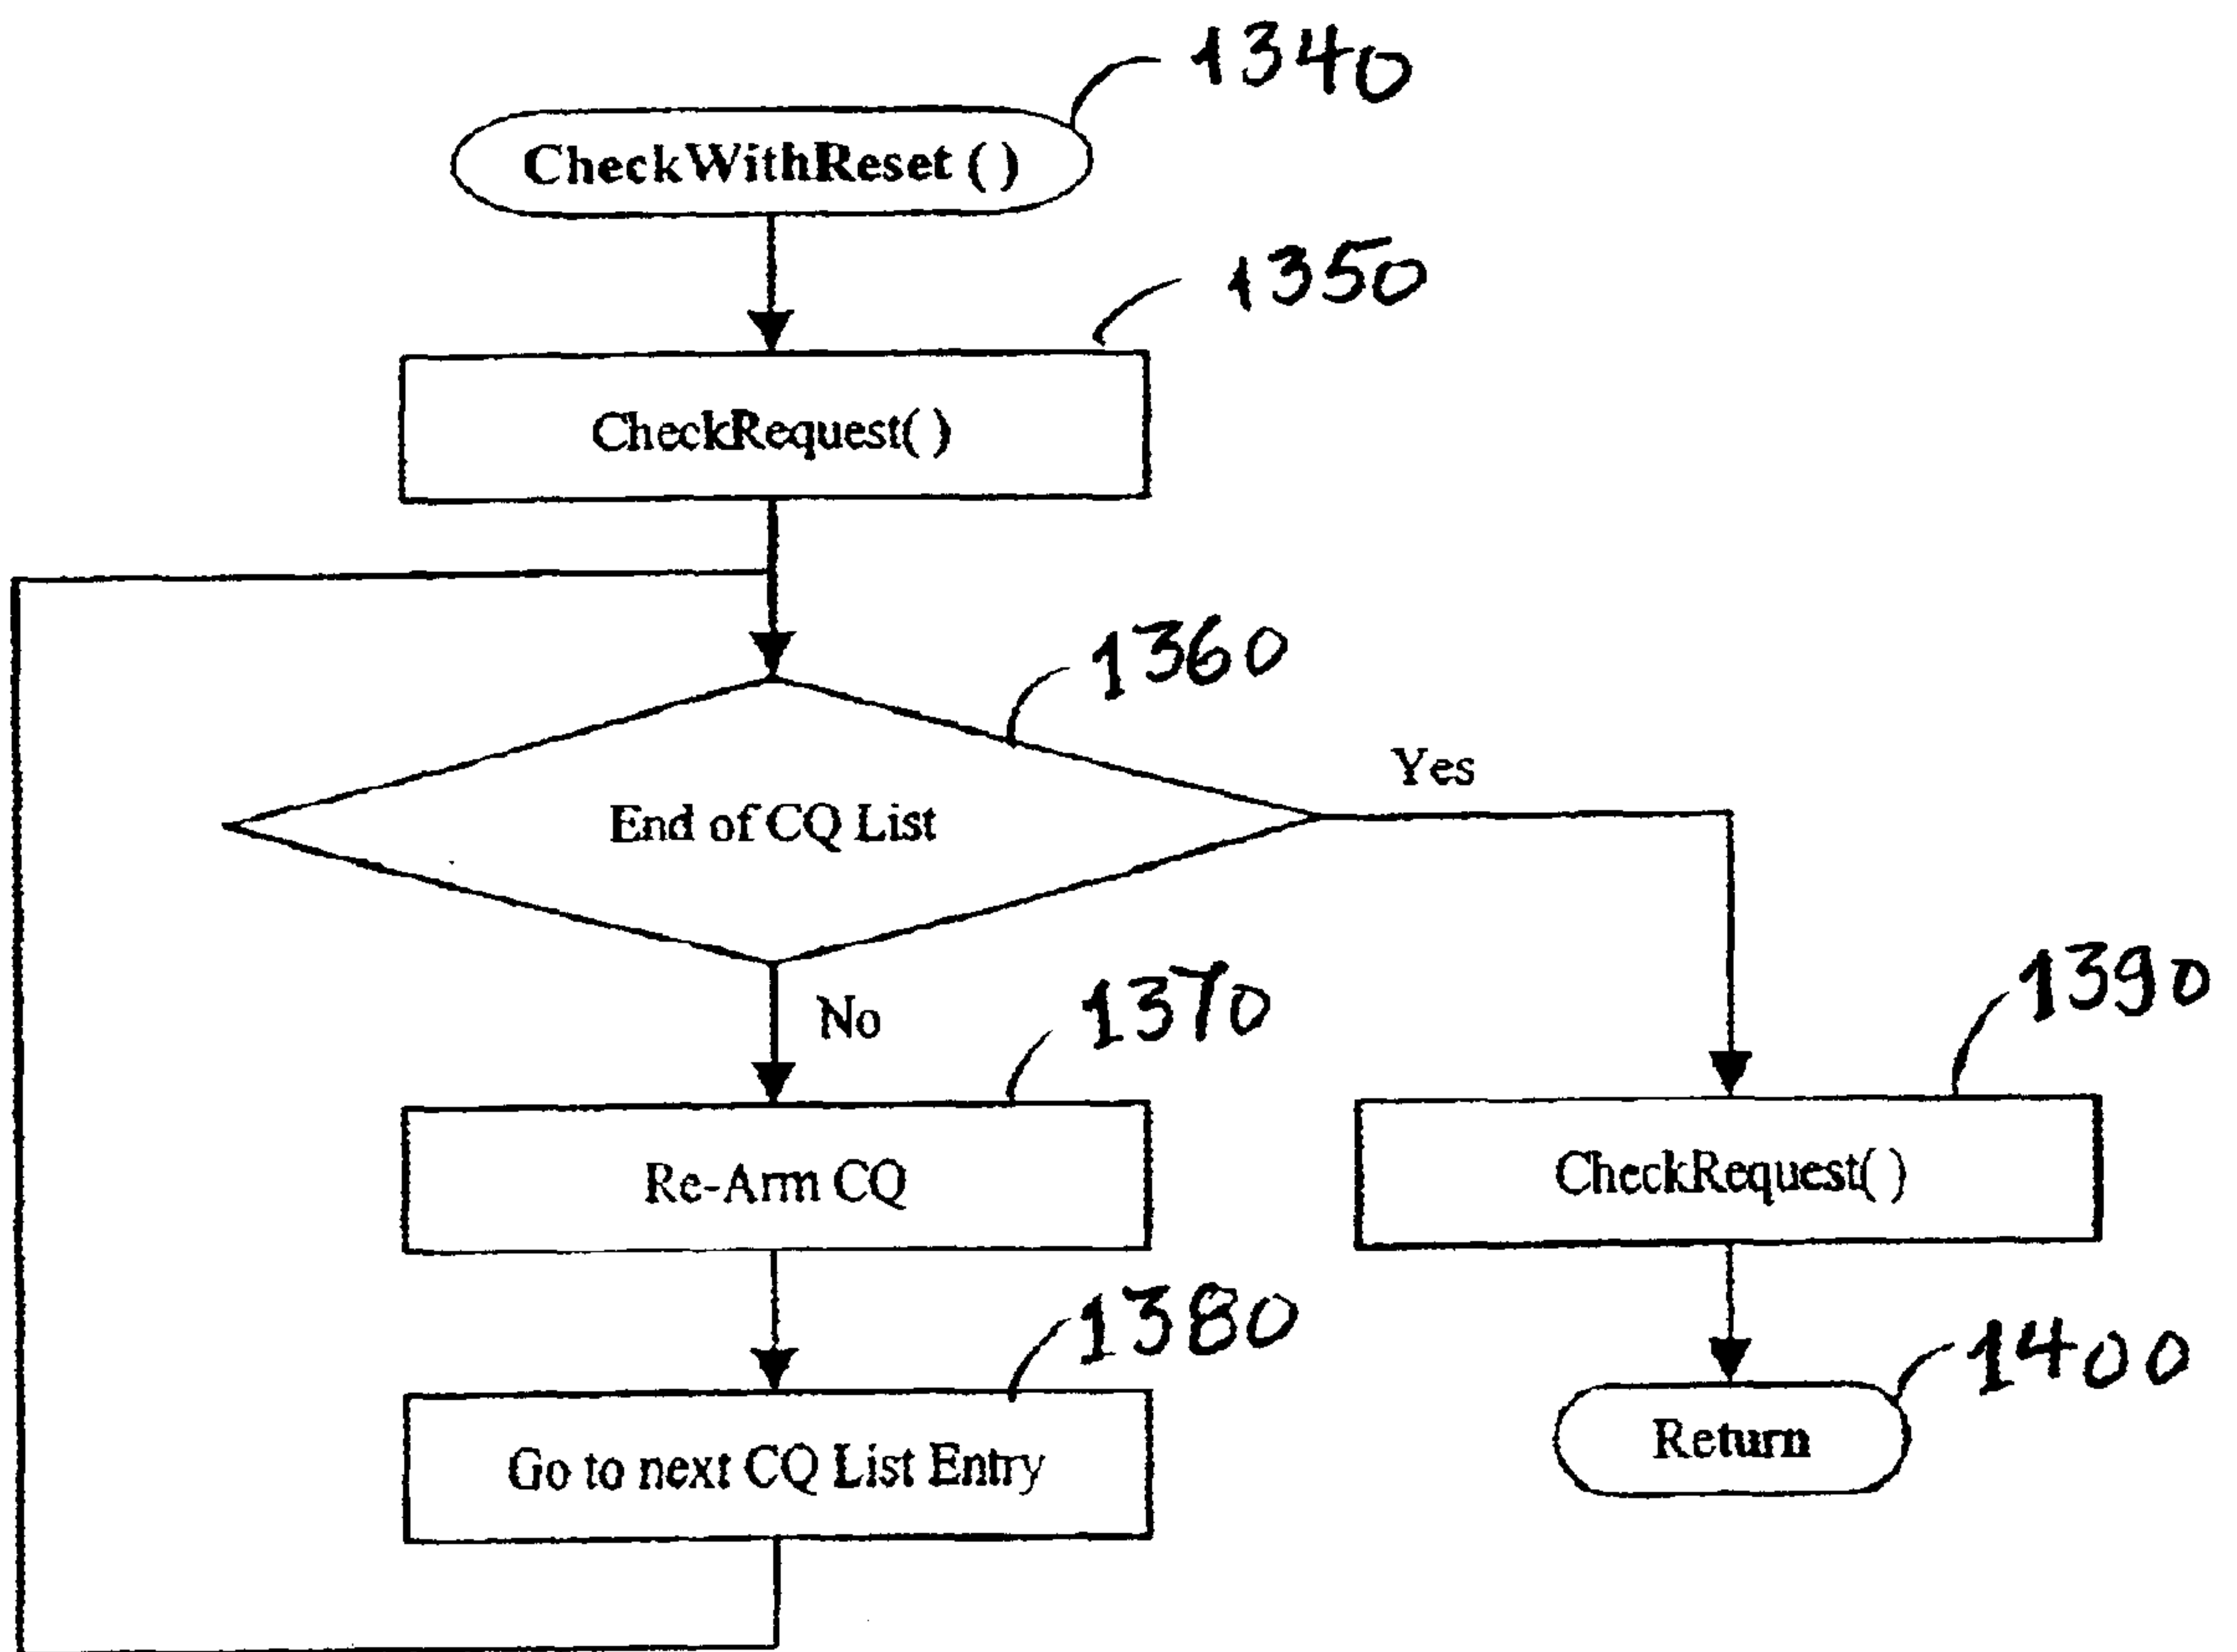 1340
CheckWithReset ( )
1350
CheckRequest( )
1360
End of CQ List
Yes
No
1370
Re-Arm CQ
1390
CheckRequest( )
1380
Go to next CQ List Entry
1400
Return